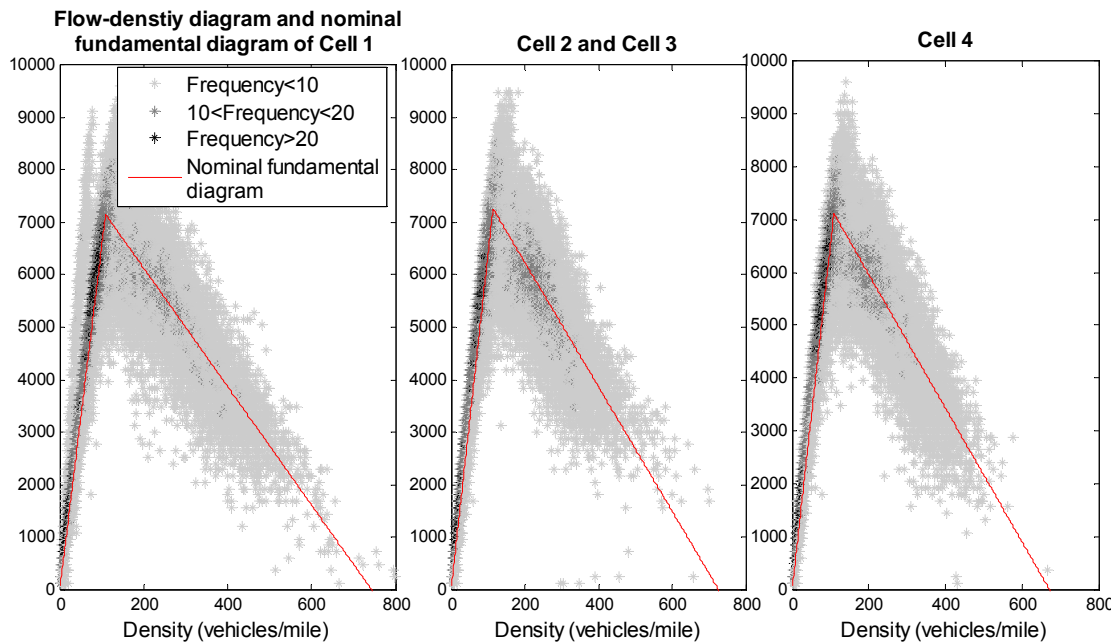 Flow-denstiy diagram and nominal
fundamental diagram of Cell 1
Cell 2 and Cell 3
Cell 4
10000
9000
8000
7000
6000
5000
4000
3000
2000
1000
0
Frequency<10
10<Frequency<20
Frequency>20
Nominal fundamental
diagram
0 200 400 600 800
Density (vehicles/mile)
10000
9000
8000
7000
6000
5000
4000
3000
2000
1000
0
0 200 400 600 800
Density (vehicles/mile)
10000
9000
8000
7000
6000
5000
4000
3000
2000
1000
0
0 200 400 600 800
Density (vehicles/mile)